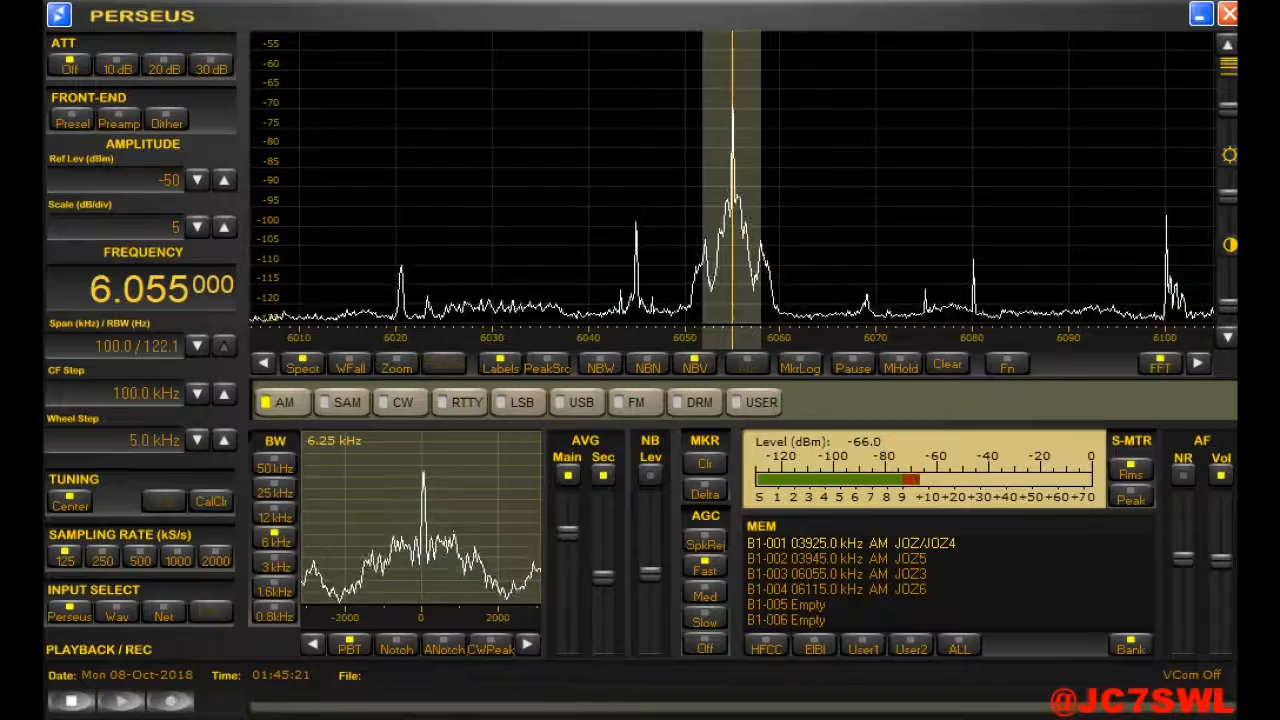 PERSEUS
ATT
Off 10 dB 20 dB 30 dB
FRONT-END
Presel Preamp Dither
AMPLITUDE
Ref Lev (dBm)
-50
Scale (dB/div)
5
FREQUENCY
6.055000
Span (kHz) / RBW (Hz)
100.0 / 122.1
CF Step
100.0 kHz
Wheel Step
5.0 kHz
TUNING
Center CalClr
SAMPLING RATE (kS/s)
125 250 500 1000 2000
INPUT SELECT
Perseus Wav Net
PLAYBACK / REC
-55
-60
-65
-70
-75
-80
-85
-90
-95
-100
-105
-110
-115
-120
6010 6020 6030 6040 6050 6060 6070 6080 6090 6100
Spect WFall Zoom Labels PeakSrc NBW NBN NBV MkrLog Pause MHold Clear Fn FFT
AM SAM CW RTTY LSB USB FM DRM USER
BW
50 kHz
25 kHz
12 kHz
6 kHz
3 kHz
1.6kHz
0.8kHz
6.25 kHz
-2000 0 2000
PBT Notch ANotch CWPeak
AVG
Main Sec
NB
Lev
MKR
Clr
Delta
AGC
SpkRej
Fast
Med
Slow
Off
Level (dBm): -66.0
-120 -100 -80 -60 -40 -20 0
S 1 2 3 4 5 6 7 8 9 +10 +20 +30 +40 +50 +60 +70
S-MTR
Rms
Peak
AF
NR Vol
MEM
B1-001 03925.0 kHz AM JOZ/JOZ4
B1-002 03945.0 kHz AM JOZ5
B1-003 06055.0 kHz AM JOZ3
B1-004 06115.0 kHz AM JOZ6
B1-005 Empty
B1-006 Empty
HFCC EIBI User1 User2 ALL Bank
Date: Mon 08-Oct-2018 Time: 01:45:21 File:
VCom Off
@JC7SWL